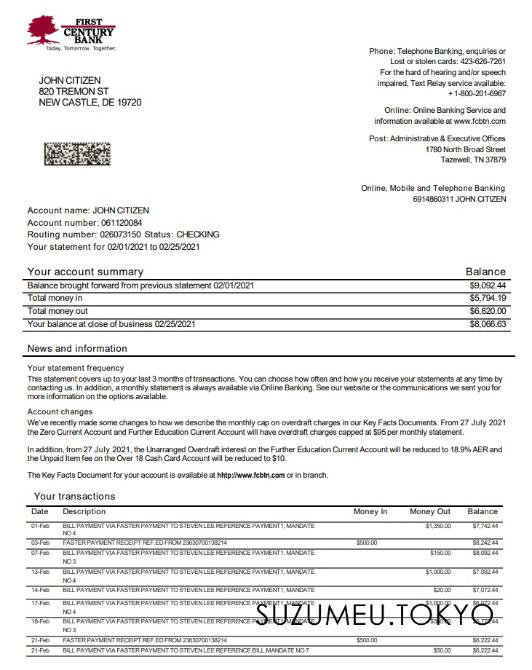 FIRST
CENTURY
BANK
Today. Tomorrow. Together.
Phone: Telephone Banking, enquiries or
Lost or stolen cards: 423-626-7261
For the hard of hearing and/or speech
impaired, Text Relay service available:
+1-800-201-6967
Online: Online Banking Service and
information available at www.fcbtn.com
Post: Administrative & Executive Offices
1780 North Broad Street
Tazewell, TN 37879
Online, Mobile and Telephone Banking
6914860311 JOHN CITIZEN
JOHN CITIZEN
820 TREMON ST
NEW CASTLE, DE 19720
Account name: JOHN CITIZEN
Account number: 061120084
Routing number: 026073150 Status: CHECKING
Your statement for 02/01/2021 to 02/25/2021
Your account summary Balance
Balance brought forward from previous statement 02/01/2021 $9,092.44
Total money in $5,794.19
Total money out $6,820.00
Your balance at close of business 02/25/2021 $8,066.63
News and information
Your statement frequency
This statement covers up to your last 3 months of transactions. You can choose how often and how you receive your statements at any time by
contacting us. In addition, a monthly statement is always available via Online Banking. See our website or the communications we sent you for
more information on the options available.
Account changes
We've recently made some changes to how we describe the monthly cap on overdraft charges in our Key Facts Documents. From 27 July 2021
the Zero Current Account and Further Education Current Account will have overdraft charges capped at $95 per monthly statement.
In addition, from 27 July 2021, the Unarranged Overdraft interest on the Further Education Current Account will be reduced to 18.9% AER and
the Unpaid Item fee on the Over 18 Cash Card Account will be reduced to $10.
The Key Facts Document for your account is available at hhtp://www.fcbtn.com or in branch.
Your transactions
Date Description Money In Money Out Balance
01-Feb BILL PAYMENT VIA FASTER PAYMENT TO STEVEN LEE REFERENCE PAYMENT1, MANDATE $1,350.00 $7,742.44
NO 4
03-Feb FASTER PAYMENT RECEIPT REF.ED FROM 23630700138214 $500.00 $8,242.44
07-Feb BILL PAYMENT VIA FASTER PAYMENT TO STEVEN LEE REFERENCE PAYMENT1, MANDATE $150.00 $8,092.44
NO 3
13-Feb BILL PAYMENT VIA FASTER PAYMENT TO STEVEN LEE REFERENCE PAYMENT1, MANDATE $1,000.00 $7,092.44
NO 4
14-Feb BILL PAYMENT VIA FASTER PAYMENT TO STEVEN LEE REFERENCE PAYMENT1, MANDATE $20.00 $7,072.44
17-Feb BILL PAYMENT VIA FASTER PAYMENT TO STEVEN LEE REFERENCE PAYMENT1, MANDATE $1,000.00 $6,072.44
NO 4
18-Feb BILL PAYMENT VIA FASTER PAYMENT TO STEVEN LEE REFERENCE PAYMENT1, MANDATE
NO 3
SUZUMEU.TOKYO
21-Feb FASTER PAYMENT RECEIPT REF.ED FROM 23630700138214 $500.00 $6,222.44
21-Feb BILL PAYMENT VIA FASTER PAYMENT TO STEVEN LEE REFERENCE BILL,MANDATE NO 7 $50.00 $6,222.44